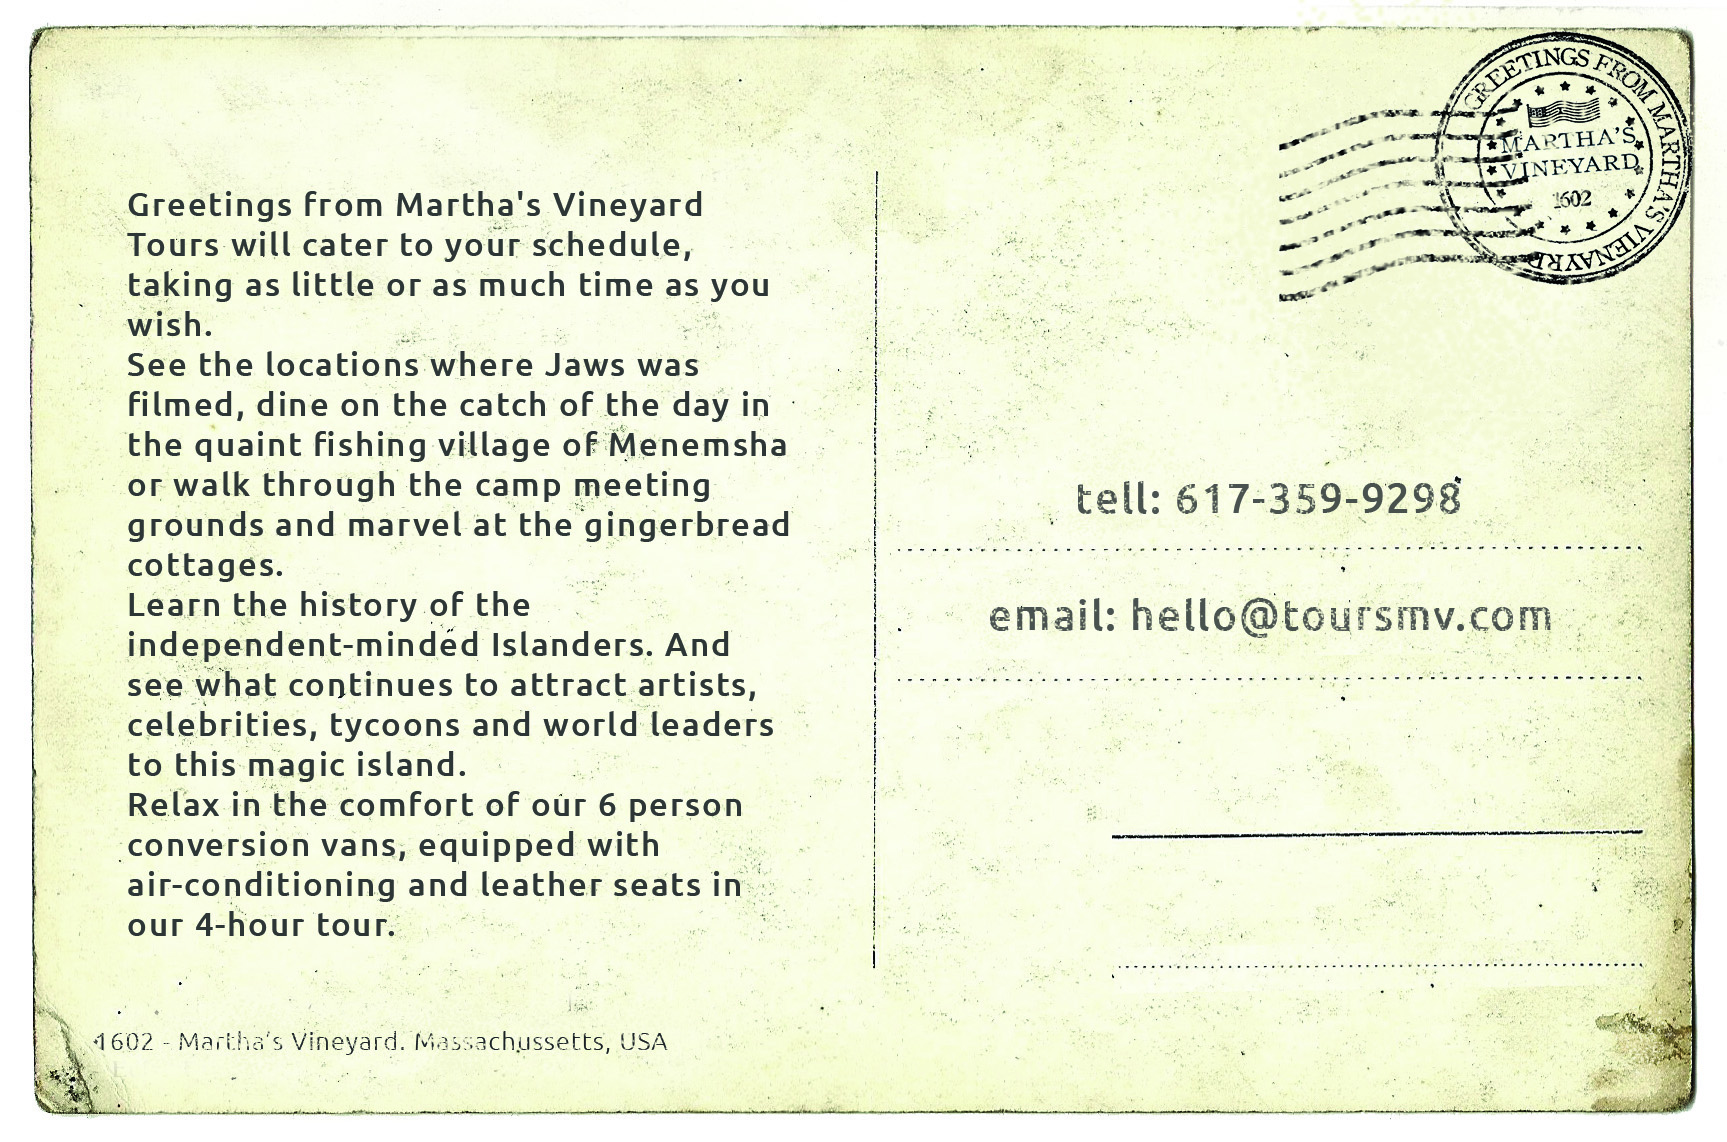 Greetings from Martha's Vineyard
Tours will cater to your schedule,
taking as little or as much time as you
wish.
See the locations where Jaws was
filmed, dine on the catch of the day in
the quaint fishing village of Menemsha
or walk through the camp meeting
grounds and marvel at the gingerbread
cottages.
Learn the history of the
independent-minded Islanders. And
see what continues to attract artists,
celebrities, tycoons and world leaders
to this magic island.
Relax in the comfort of our 6 person
conversion vans, equipped with
air-conditioning and leather seats in
our 4-hour tour.
1602 - Martha's Vineyard. Massachussetts, USA
GREETINGS FROM MARTHA'S VIENAYRD
MARTHA'S
VINEYARD
1602
tell: 617-359-9298
email: hello@toursmv.com